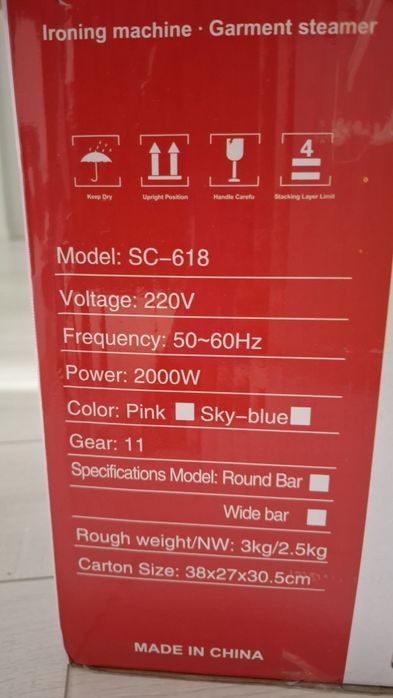 Ironing machine · Garment steamer
4
Keep Dry Upright Position Handle Carefu Stacking Layer Limit
Model: SC-618
Voltage: 220V
Frequency: 50~60Hz
Power: 2000W
Color: Pink Sky-blue
Gear: 11
Specifications Model: Round Bar
Wide bar
Rough weight/NW: 3kg/2.5kg
Carton Size: 38x27x30.5cm
MADE IN CHINA